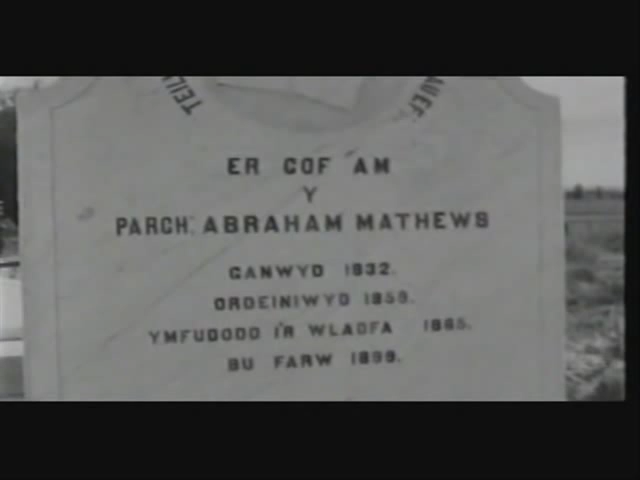 ER COF AM
Y
PARCH. ABRAHAM MATHEWS
GANWYD 1832.
ORDEINIWYD 1859.
YMFUDODD I'R WLADFA 1865.
BU FARW 1899.